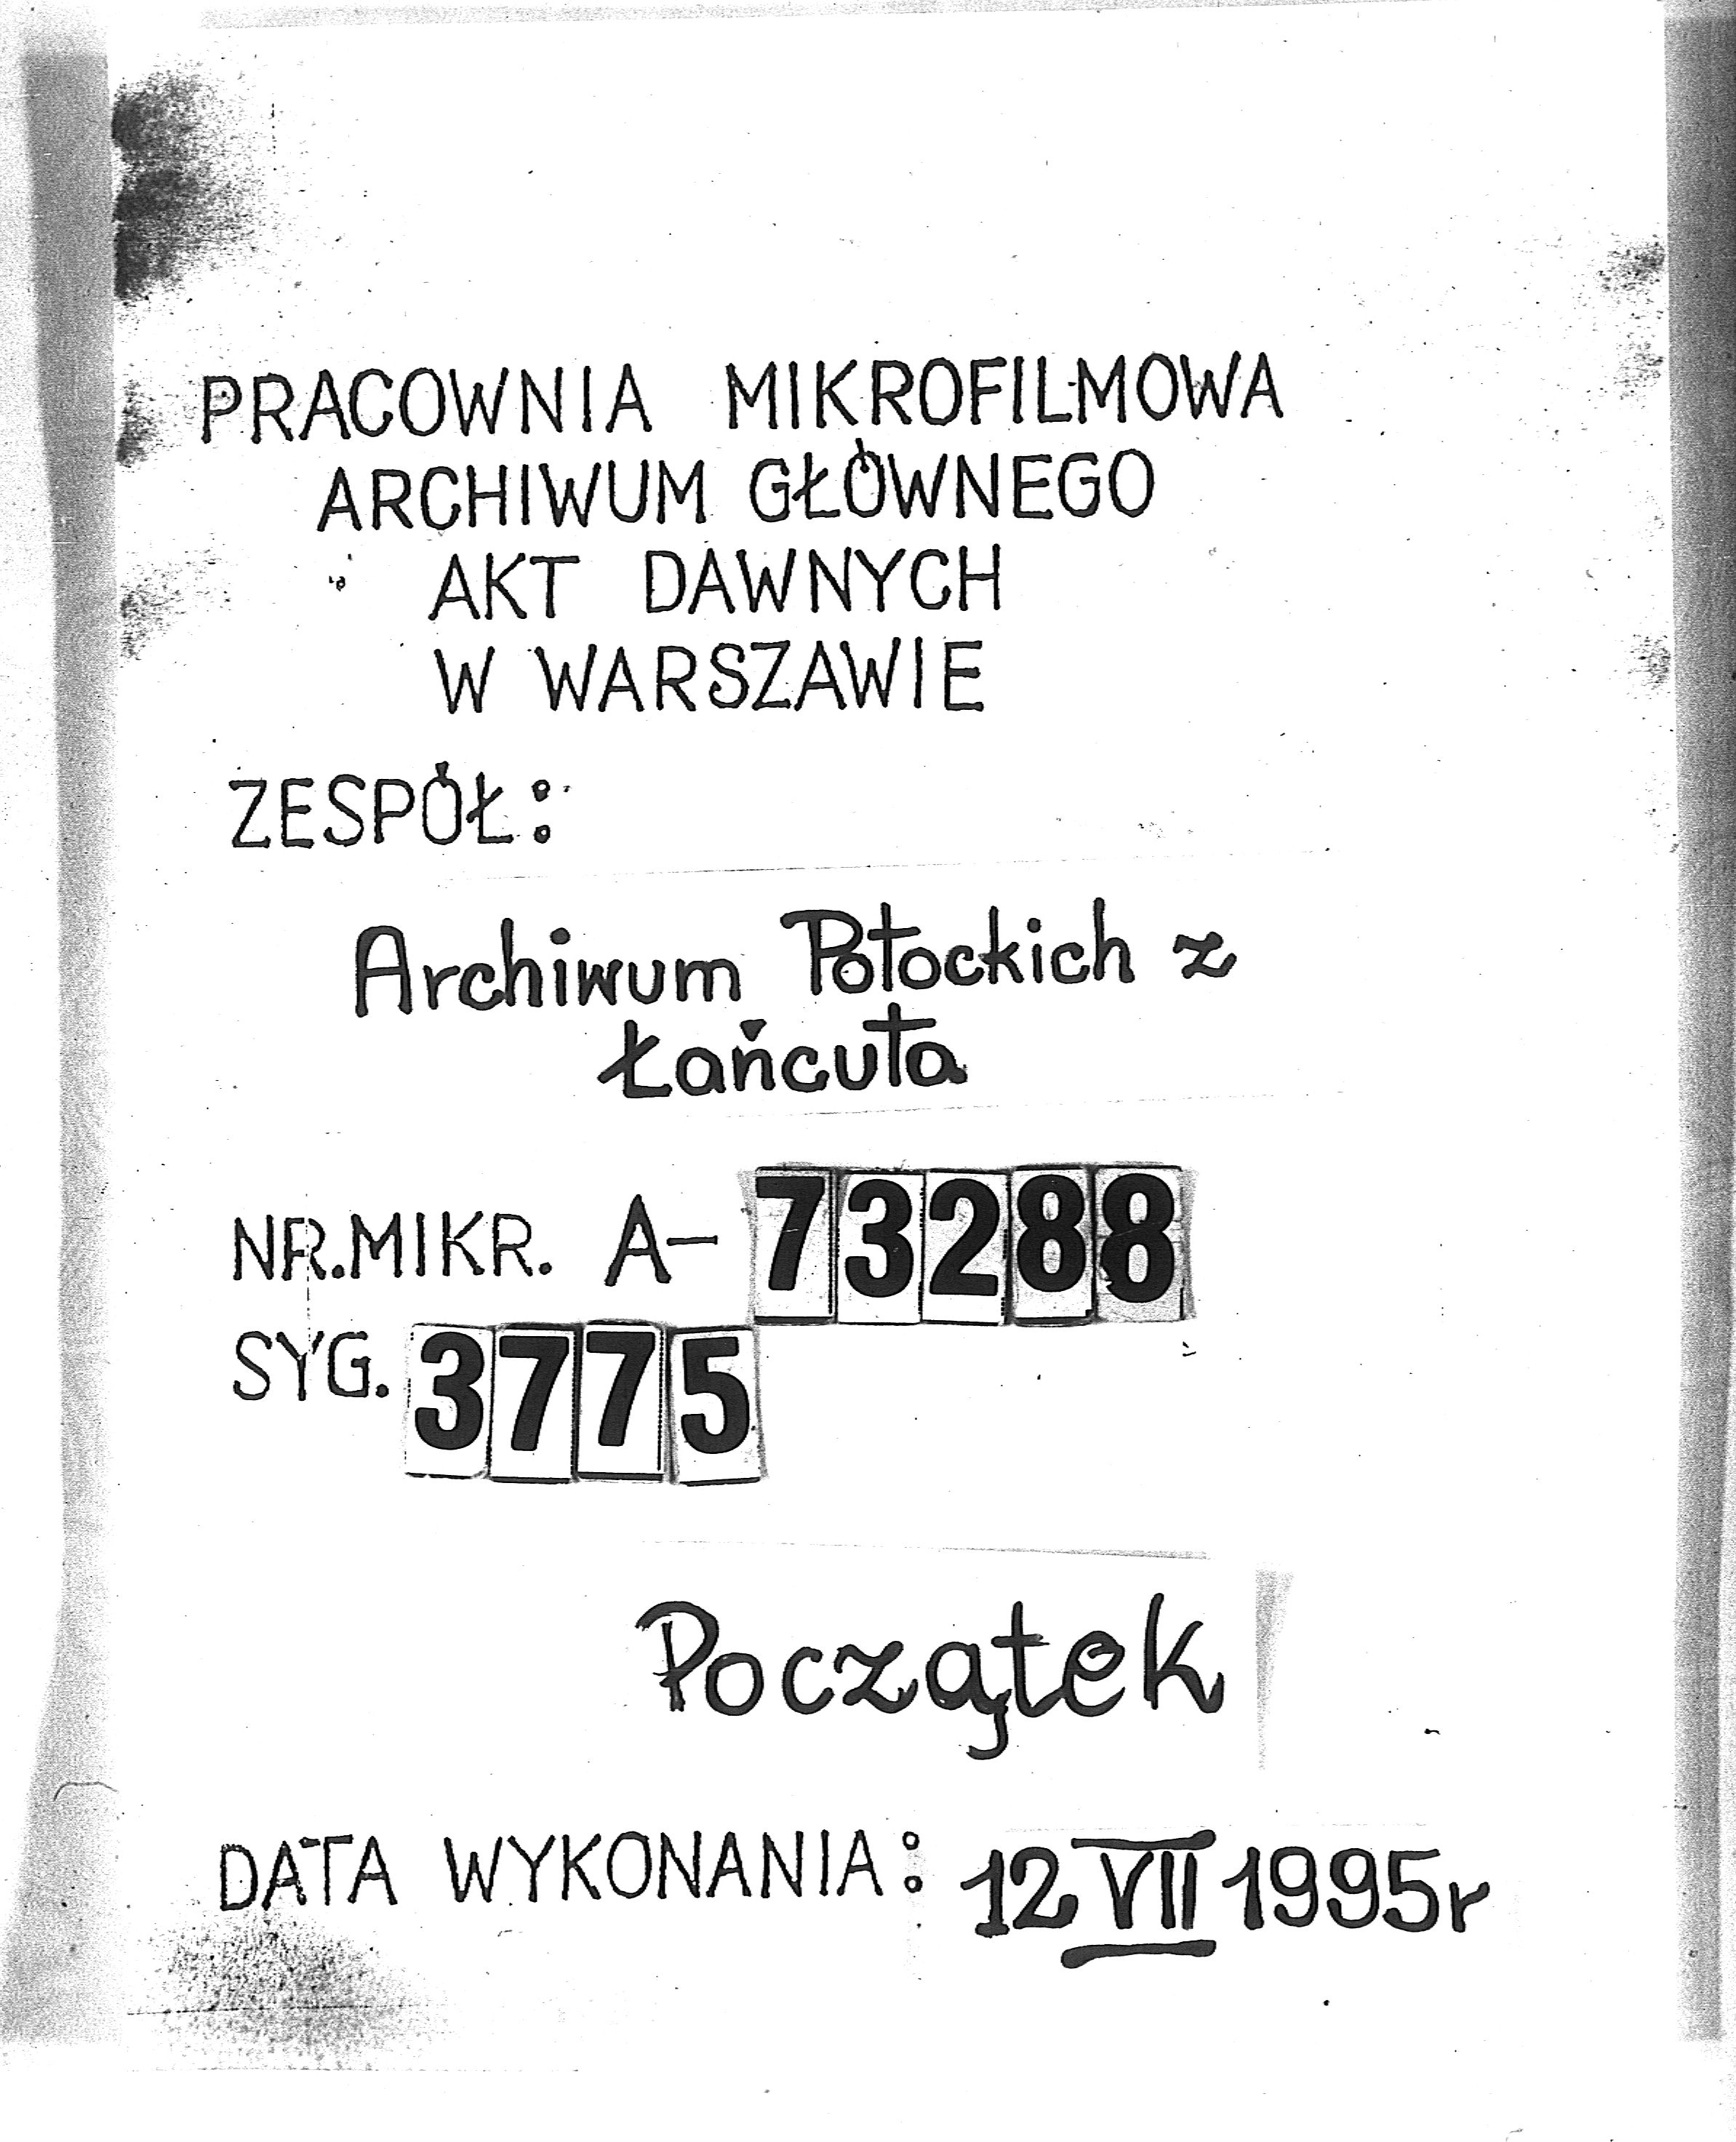 PRACOWNIA MIKROFILMOWA
ARCHIWUM GŁÓWNEGO
AKT DAWNYCH
W WARSZAWIE
ZESPÓŁ:
Archiwum Potockich z
Łańcuta
NR.MIKR. A-73288
SYG. 3775
Początek
DATA WYKONANIA: 12 VII 1995r